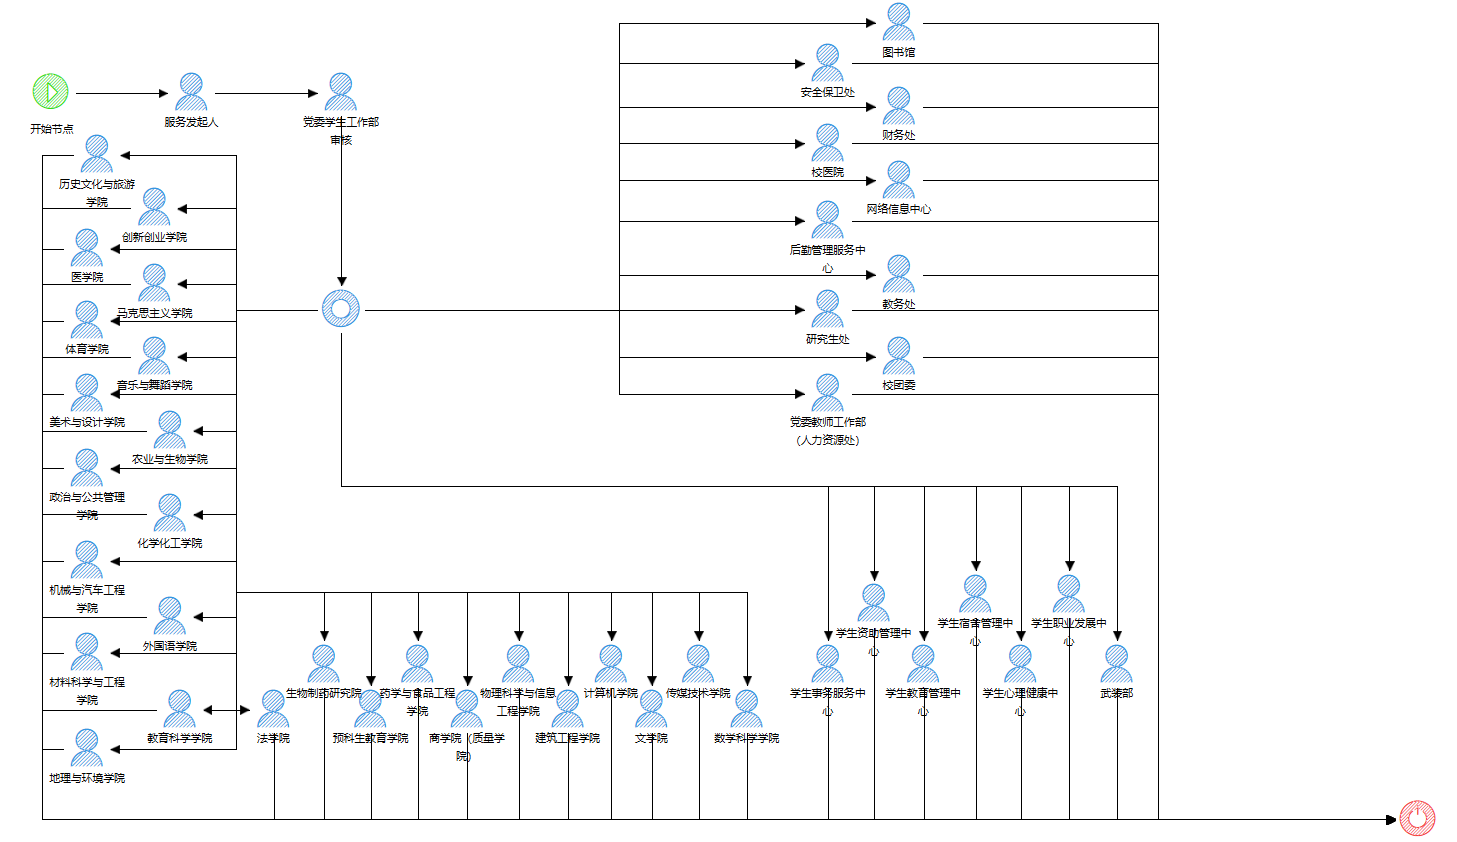 图书馆
安全保卫处
开始节点
服务发起人
党委学生工作部
审核
财务处
校医院
历史文化与旅游
学院
网络信息中心
创新创业学院
后勤管理服务中
心
医学院
马克思主义学院
教务处
体育学院
研究生处
音乐与舞蹈学院
校团委
美术与设计学院
党委教师工作部
（人力资源处）
农业与生物学院
政治与公共管理
学院
化学化工学院
机械与汽车工程
学院
外国语学院
学生资助管理中
心
学生宿舍管理中
心
学生职业发展中
心
材料科学与工程
学院
生物制药研究院
药学与食品工程
学院
物理科学与信息
工程学院
计算机学院
传媒技术学院
学生事务服务中
心
学生教育管理中
心
学生心理健康中
心
武装部
教育科学学院
法学院
预科生教育学院
商学院（质量学
院）
建筑工程学院
文学院
数学科学学院
地理与环境学院